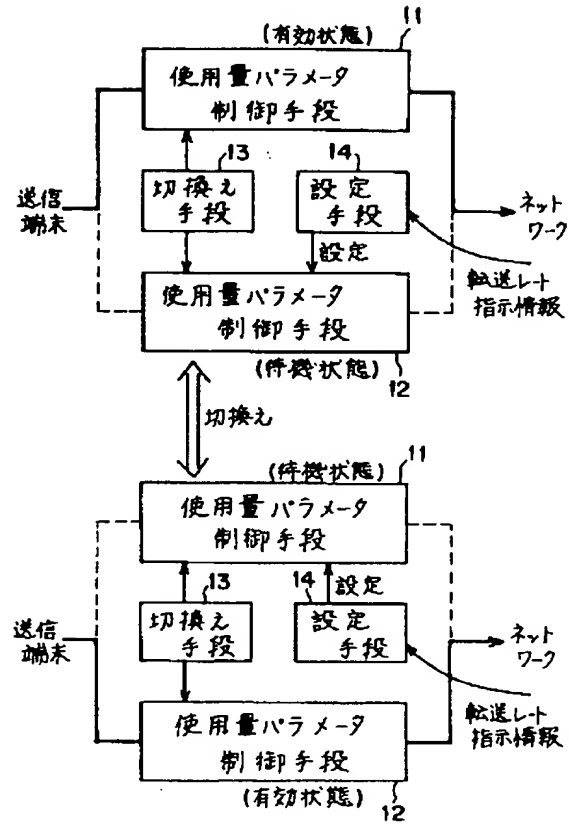 11
(有効状態)
使用量パラメータ
制御手段
13
14
送信
端末
切換え
手段
設定
手段
ネット
ワーク
設定
転送レート
指示情報
使用量パラメータ
制御手段
(待機状態)
12
切換え
11
(待機状態)
使用量パラメータ
制御手段
13
14
設定
送信
端末
切換え
手段
設定
手段
ネット
ワーク
転送レート
指示情報
使用量パラメータ
制御手段
(有効状態)
12